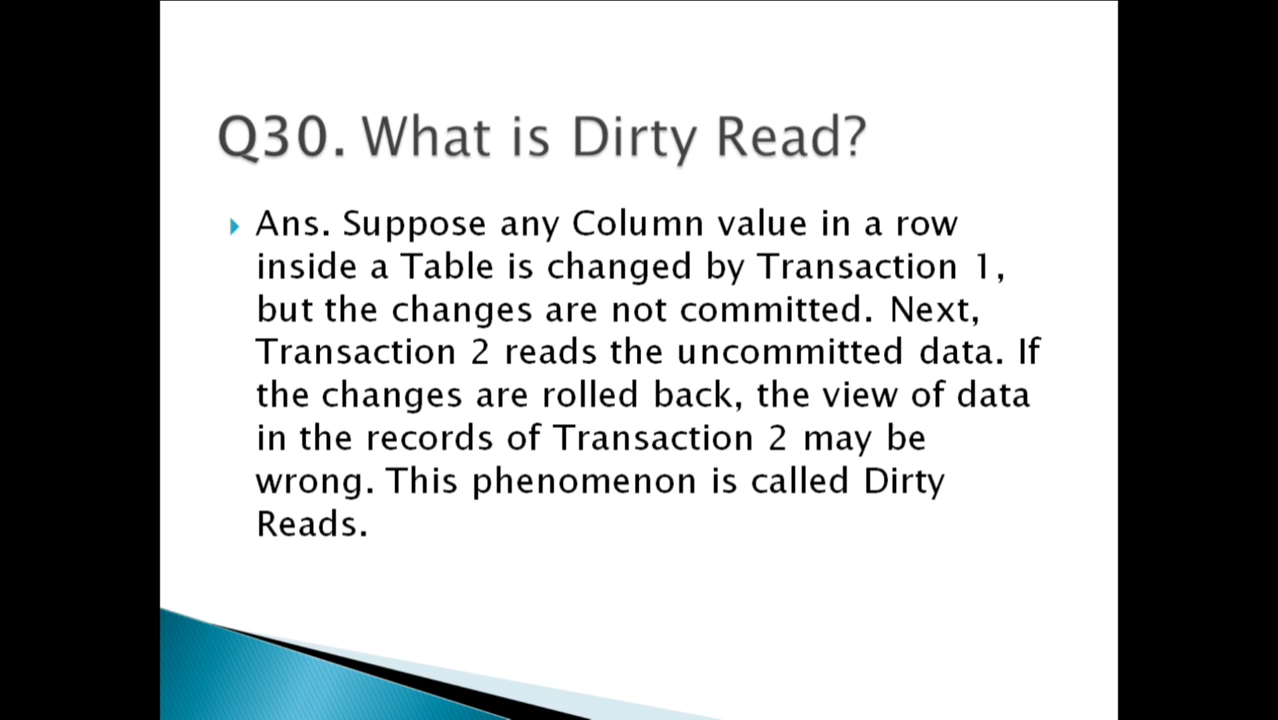 Q30. What is Dirty Read?
Ans. Suppose any Column value in a row
inside a Table is changed by Transaction 1,
but the changes are not committed. Next,
Transaction 2 reads the uncommitted data. If
the changes are rolled back, the view of data
in the records of Transaction 2 may be
wrong. This phenomenon is called Dirty
Reads.